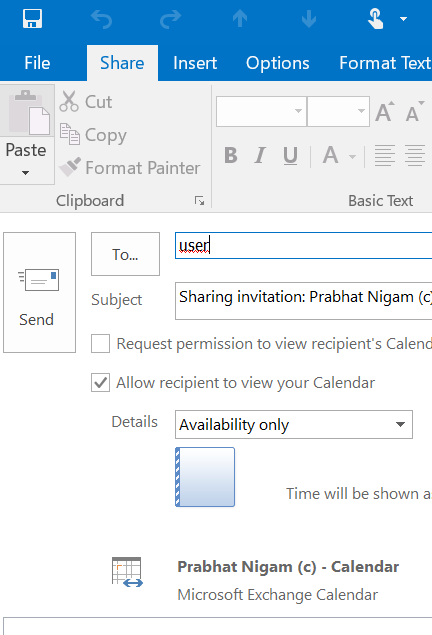 File Share Insert Options Format Text
Cut
Copy
Paste
Format Painter
Clipboard
B I U A
A A
Basic Text
To...
user
Send
Subject
Sharing invitation: Prabhat Nigam (c)
Request permission to view recipient's Calend
Allow recipient to view your Calendar
Details
Availability only
Time will be shown a
Prabhat Nigam (c) - Calendar
Microsoft Exchange Calendar